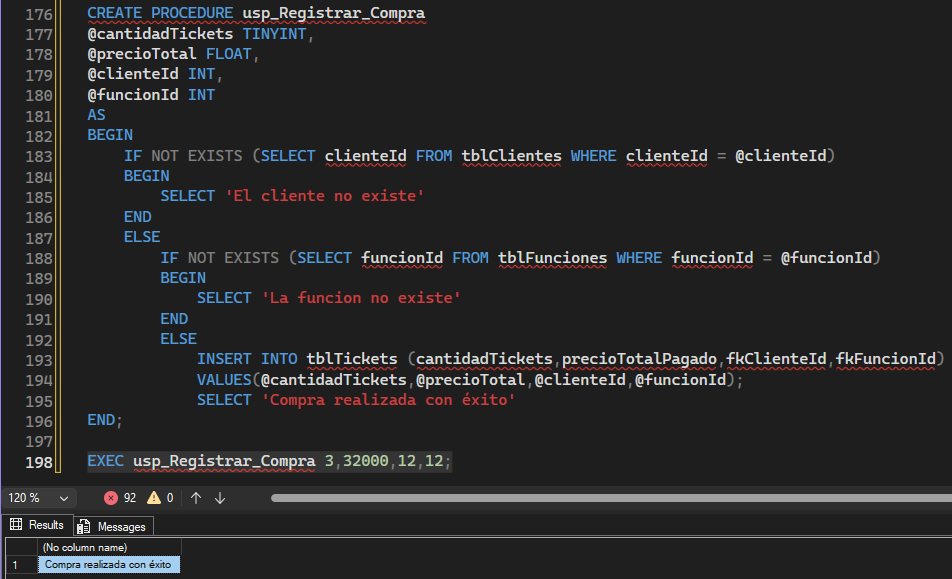 176 CREATE PROCEDURE usp_Registrar_Compra
177 @cantidadTickets TINYINT,
178 @precioTotal FLOAT,
179 @clienteId INT,
180 @funcionId INT
181 AS
182 BEGIN
183 IF NOT EXISTS (SELECT clienteId FROM tblClientes WHERE clienteId = @clienteId)
184 BEGIN
185 SELECT 'El cliente no existe'
186 END
187 ELSE
188 IF NOT EXISTS (SELECT funcionId FROM tblFunciones WHERE funcionId = @funcionId)
189 BEGIN
190 SELECT 'La funcion no existe'
191 END
192 ELSE
193 INSERT INTO tblTickets (cantidadTickets,precioTotalPagado,fkClienteId,fkFuncionId)
194 VALUES(@cantidadTickets,@precioTotal,@clienteId,@funcionId);
195 SELECT 'Compra realizada con éxito'
196 END;
197
198 EXEC usp_Registrar_Compra 3,32000,12,12;
120 % 92 0
Results Messages
(No column name)
1 Compra realizada con éxito